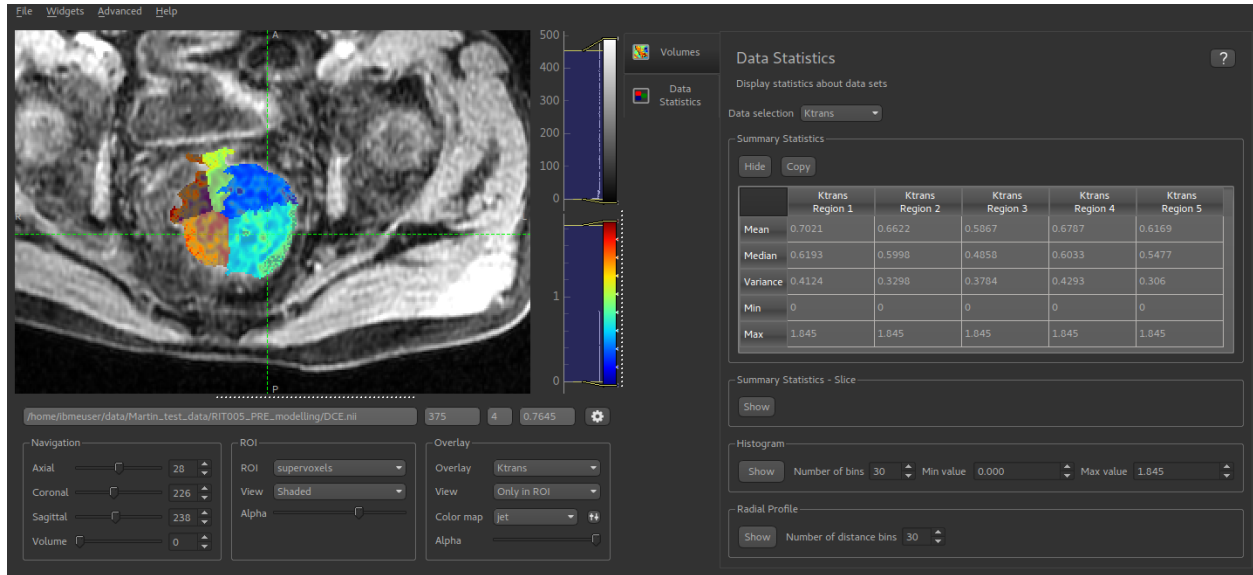 File Widgets Advanced Help
A
R
P
500
400
300
200
100
0
1
0
Volumes
Data
Statistics
/home/ibmeuser/data/Martin_test_data/RIT005_PRE_modelling/DCE.nii 375 4 0.7645
Navigation
Axial 28
Coronal 226
Sagittal 238
Volume 0
ROI
ROI supervoxels
View Shaded
Alpha
Overlay
Overlay Ktrans
View Only in ROI
Color map jet
Alpha
Data Statistics ?
Display statistics about data sets
Data selection Ktrans
Summary Statistics
Hide Copy
Ktrans Ktrans Ktrans Ktrans Ktrans
Region 1 Region 2 Region 3 Region 4 Region 5
Mean 0.7021 0.6622 0.5867 0.6787 0.6169
Median 0.6193 0.5998 0.4858 0.6033 0.5477
Variance 0.4124 0.3298 0.3784 0.4293 0.306
Min 0 0 0 0 0
Max 1.845 1.845 1.845 1.845 1.845
Summary Statistics - Slice
Show
Histogram
Show Number of bins 30 Min value 0.000 Max value 1.845
Radial Profile
Show Number of distance bins 30